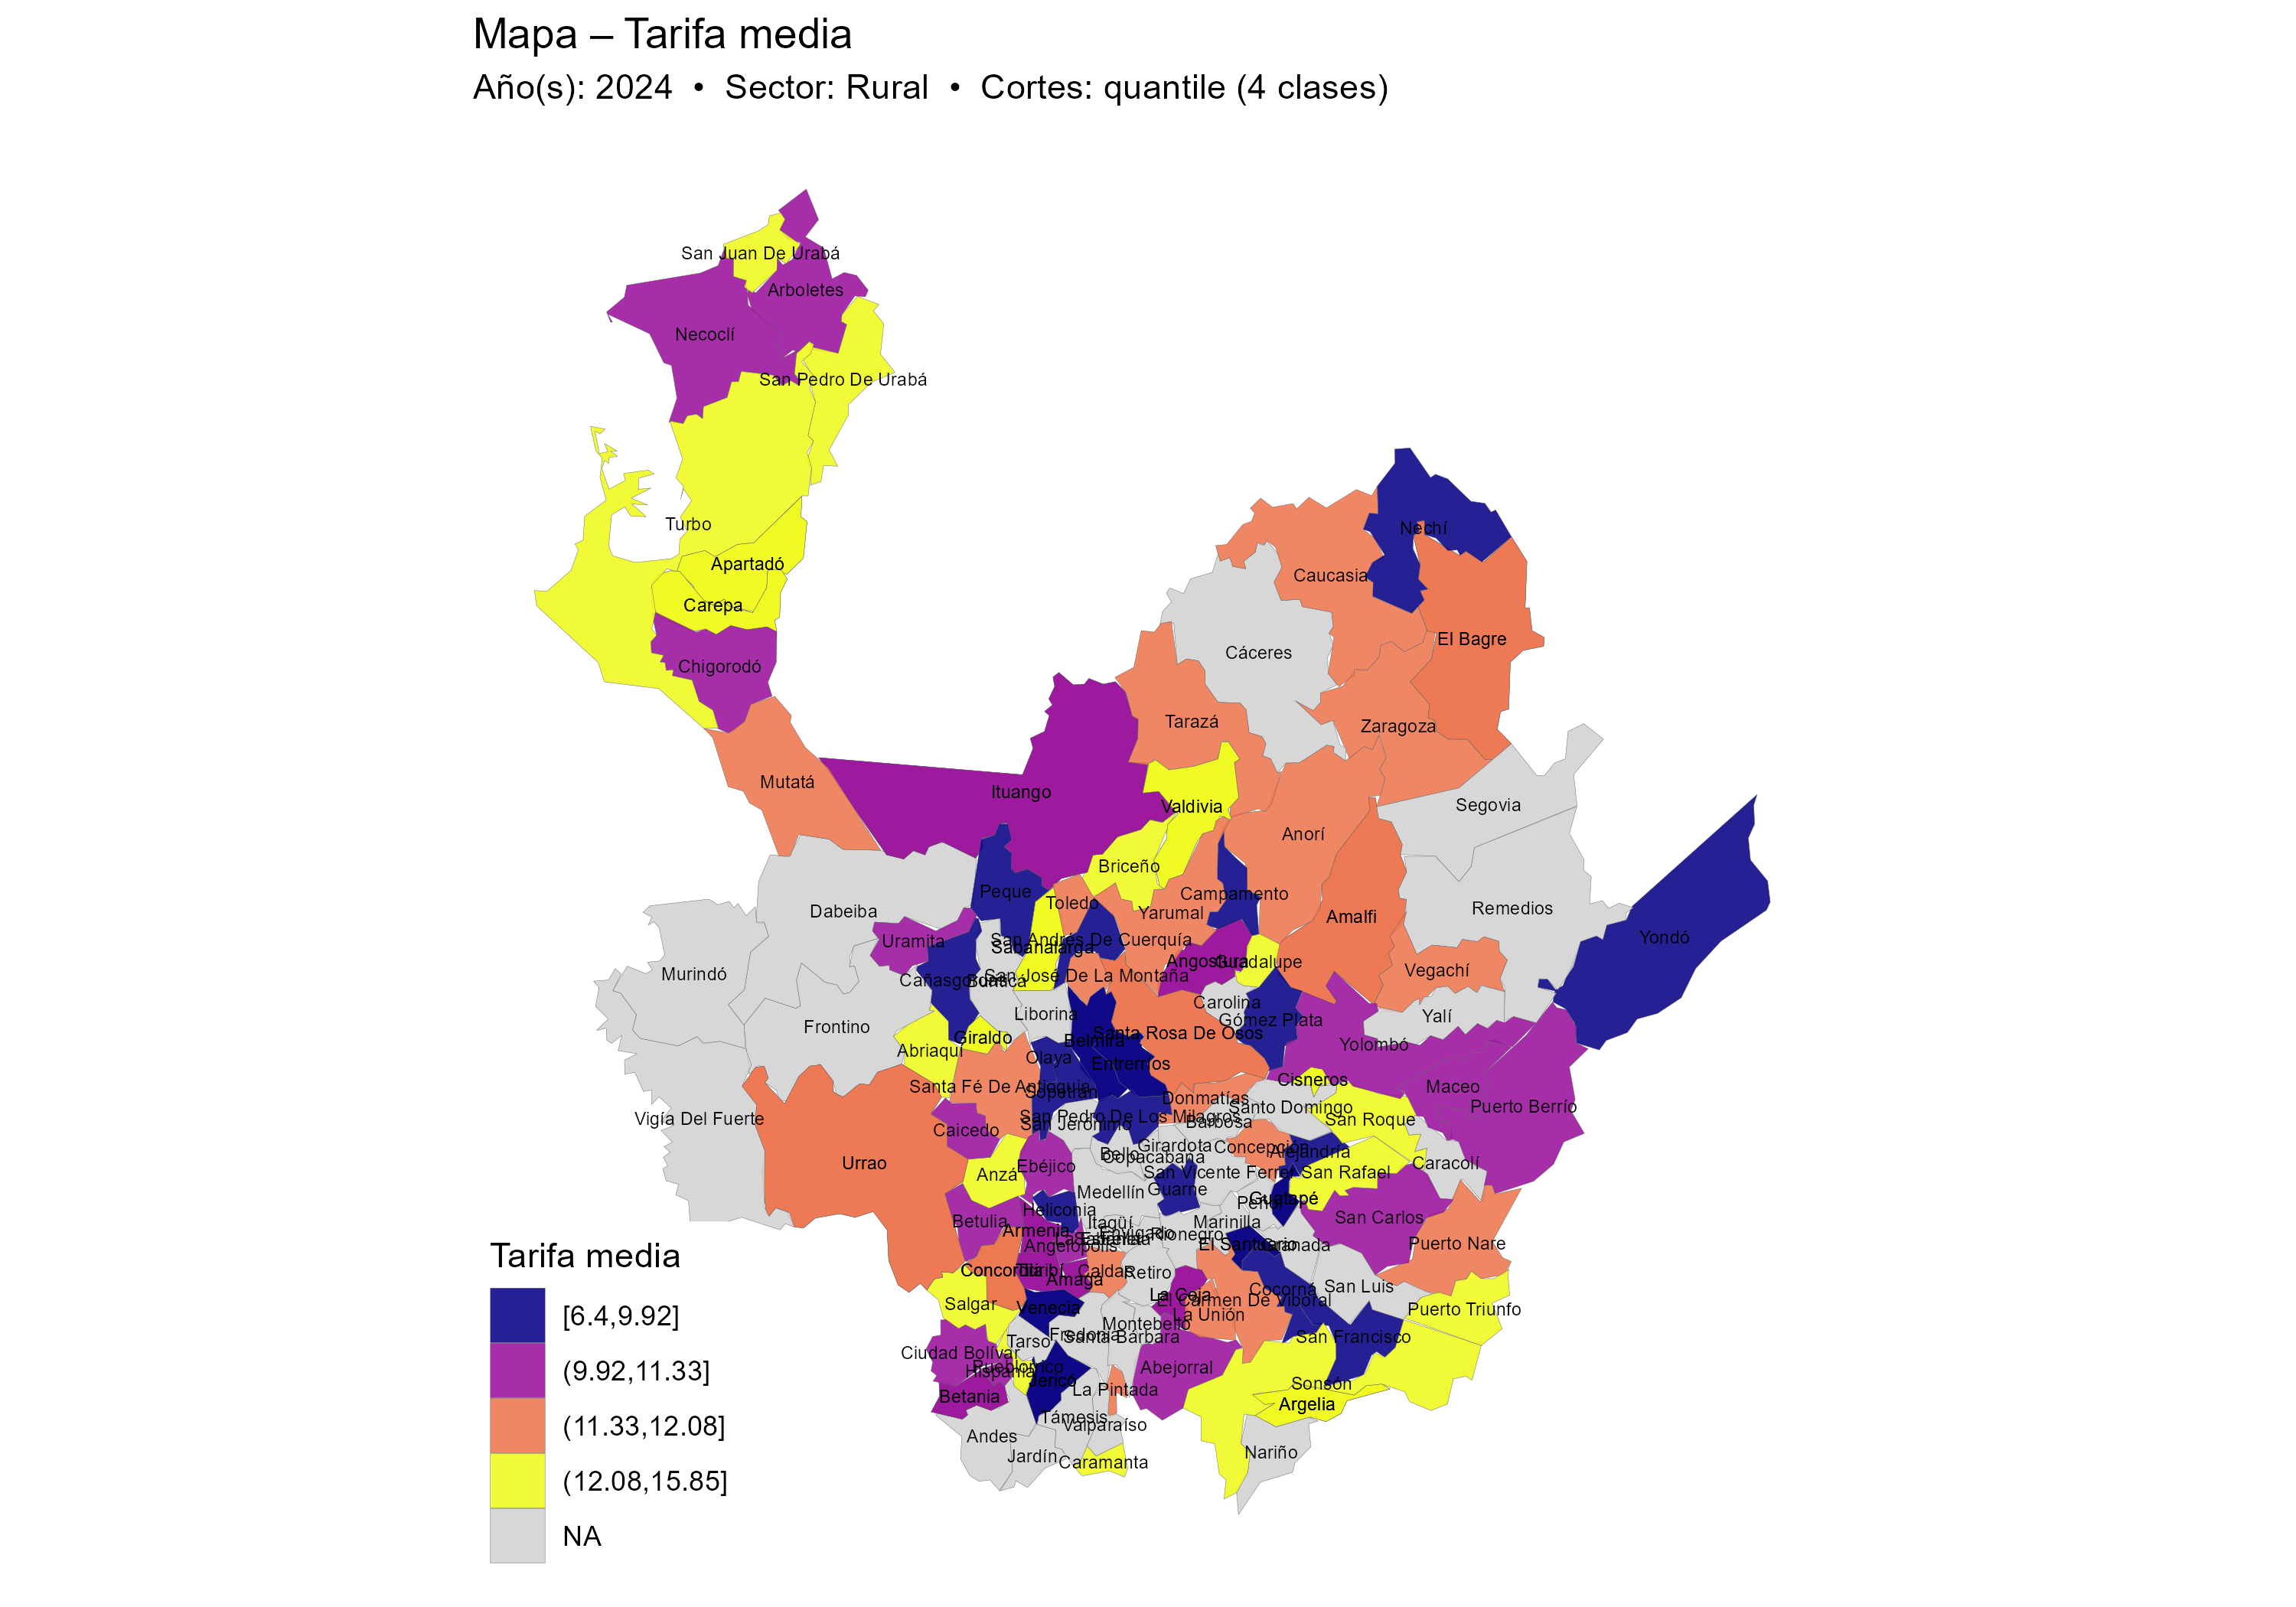 Mapa – Tarifa media
Año(s): 2024 • Sector: Rural • Cortes: quantile (4 clases)
San Juan De Urabá
Arboletes
Necoclí
San Pedro De Urabá
Turbo
Nechí
Apartadó
Caucasia
Carepa
El Bagre
Cáceres
Chigorodó
Tarazá
Zaragoza
Mutatá
Ituango
Segovia
Valdivia
Anorí
Briceño
Peque
Campamento
Toledo
Remedios
Dabeiba
Yarumal
Amalfi
Yondó
Uramita
San Andrés De Cuerquía
Sabanalarga
Angostura
Guadalupe
Vegachí
Murindó
San José De La Montaña
Cañasgordas
Buriticá
Carolina
Liborina
Yalí
Gómez Plata
Frontino
Santa Rosa De Osos
Giraldo
Belmira
Yolombó
Abriaquí
Olaya
Entrerríos
Cisneros
Santa Fé De Antioquia
Maceo
Sopetrán
Donmatías
Santo Domingo
Puerto Berrío
San Pedro De Los Milagros
Vigía Del Fuerte
San Roque
San Jerónimo
Barbosa
Caicedo
Girardota
Concepción
Alejandría
Bello
Copacabana
Urrao
Caracolí
Ebéjico
Anzá
San Vicente Ferrer
San Rafael
Medellín
Guarne
Guatapé
Peñol
Heliconia
San Carlos
Betulia
Itagüí
Marinilla
Armenia
Envigado
Rionegro
La Estrella
Sabaneta
Angelópolis
El Santuario
Granada
Puerto Nare
Concordia
Titiribí
Caldas
Retiro
Amagá
San Luis
Cocorná
La Ceja
El Carmen De Viboral
Salgar
Venecia
Puerto Triunfo
La Unión
Montebello
Fredonia
Santa Bárbara
San Francisco
Tarso
Ciudad Bolívar
Pueblorrico
Hispania
Abejorral
Jericó
Sonsón
La Pintada
Betania
Argelia
Támesis
Valparaíso
Andes
Nariño
Jardín
Caramanta
Tarifa media
[6.4,9.92]
(9.92,11.33]
(11.33,12.08]
(12.08,15.85]
NA